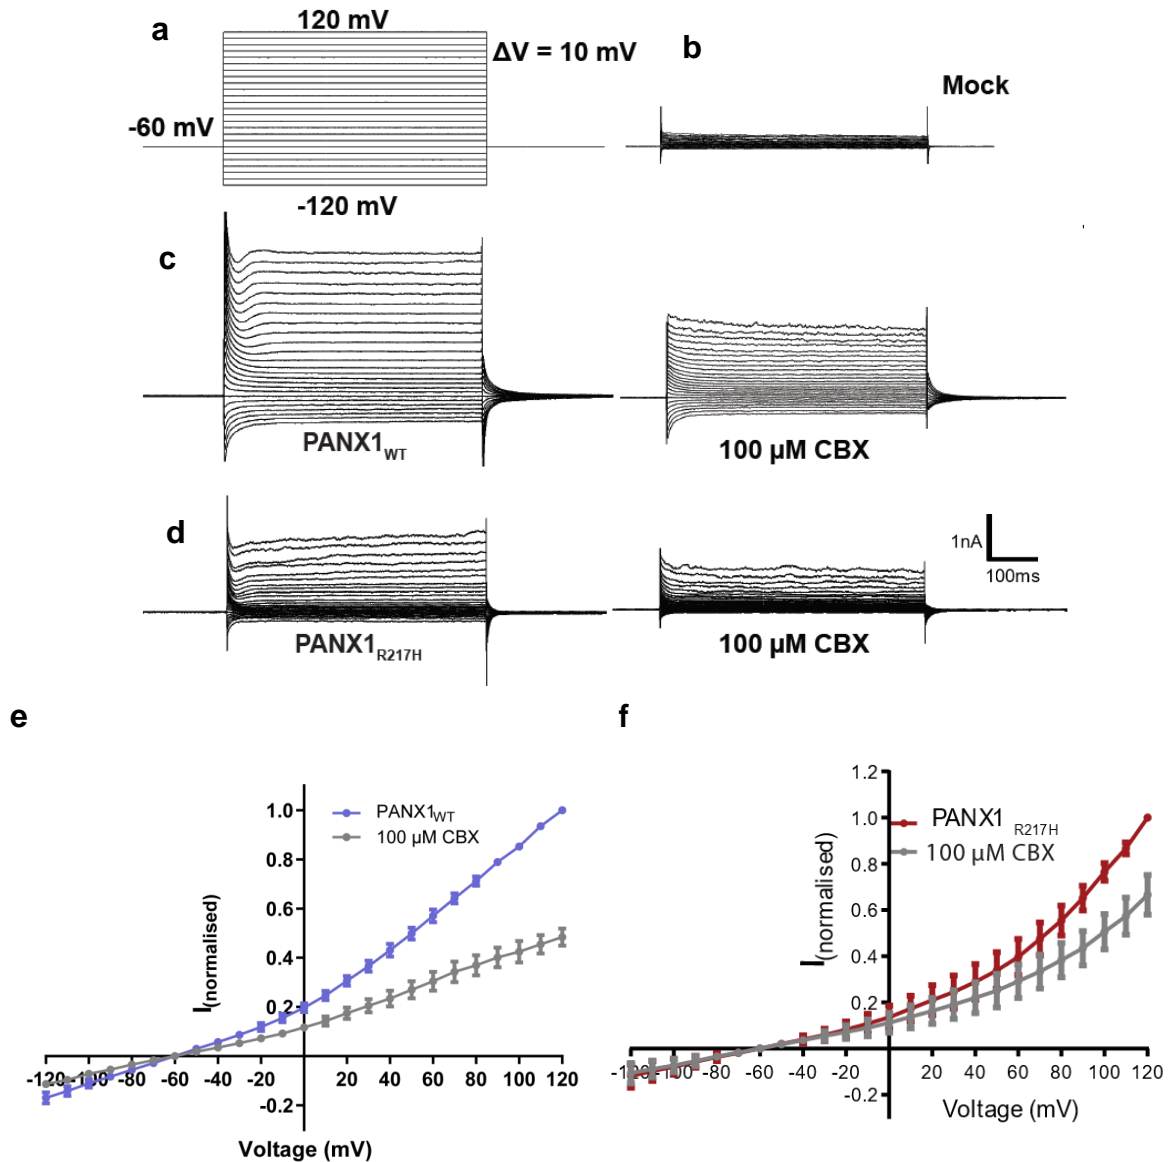 a
120 mV
ΔV = 10 mV
-60 mV
-120 mV
b
Mock
c
PANX1WT
100 µM CBX
d
PANX1R217H
100 µM CBX
1nA
100ms
e
PANX1WT
100 µM CBX
I(normalised)
1.0
0.8
0.6
0.4
0.2
-0.2
-120 -100 -80 -60 -40 -20 20 40 60 80 100 120
Voltage (mV)
f
PANX1 R217H
100 µM CBX
I(normalised)
1.2
1.0
0.8
0.6
0.4
0.2
-0.2
-120 -100 -80 -60 -40 -20 20 40 60 80 100 120
Voltage (mV)